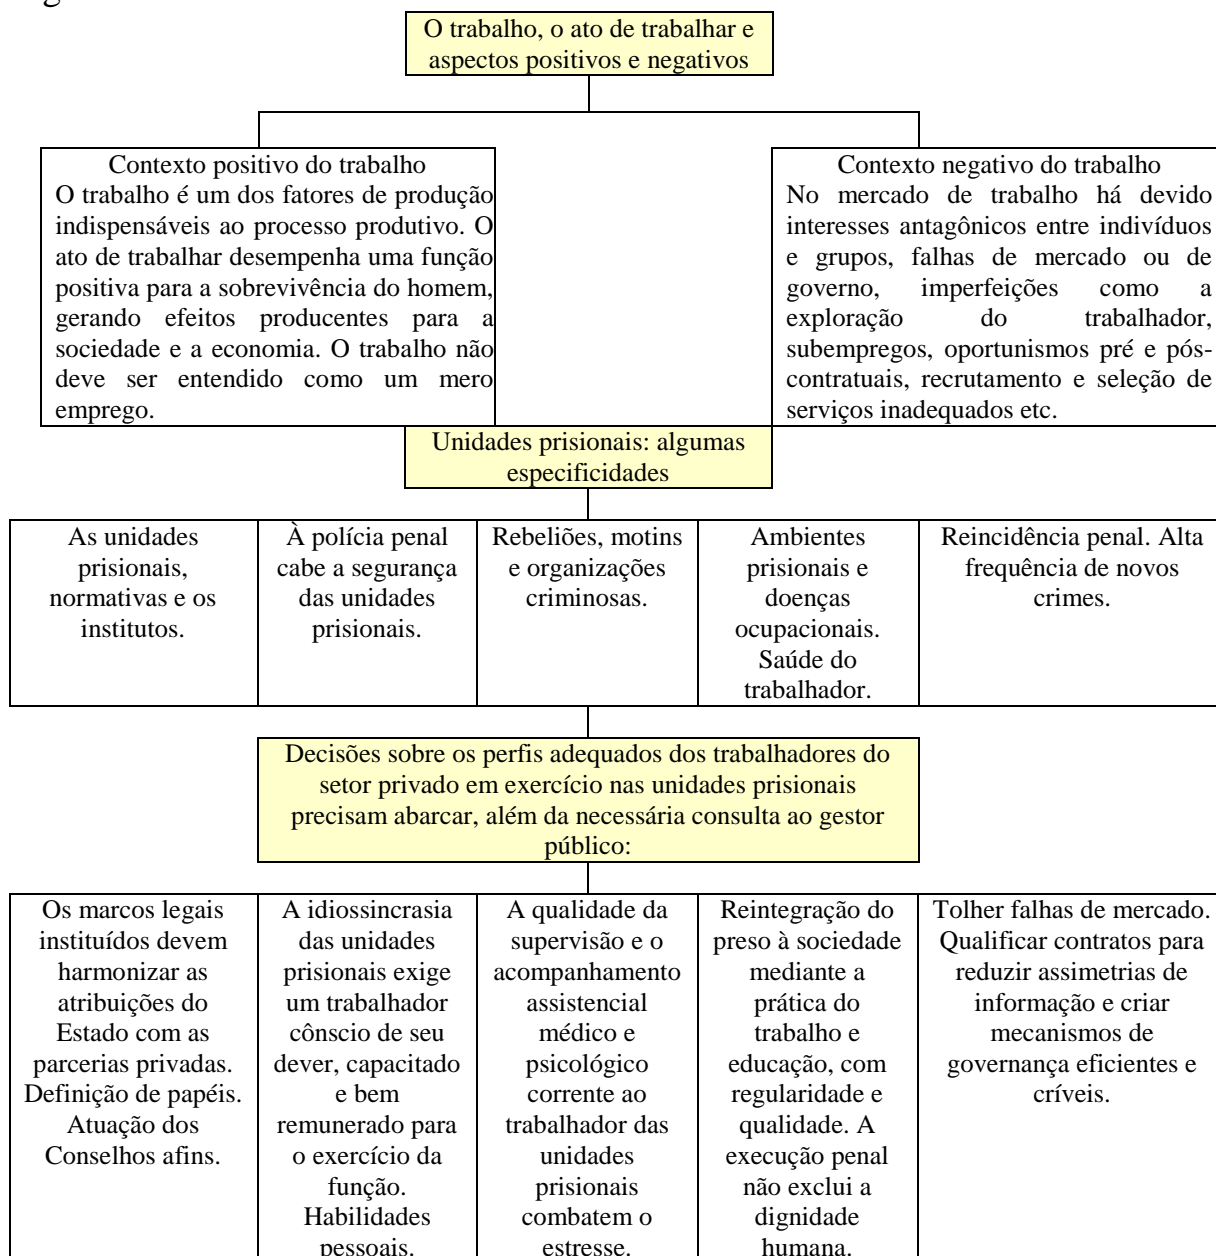 O trabalho, o ato de trabalhar e
aspectos positivos e negativos
Contexto positivo do trabalho
O trabalho é um dos fatores de produção
indispensáveis ao processo produtivo. O
ato de trabalhar desempenha uma função
positiva para a sobrevivência do homem,
gerando efeitos producentes para a
sociedade e a economia. O trabalho não
deve ser entendido como um mero
emprego.
Contexto negativo do trabalho
No mercado de trabalho há devido
interesses antagônicos entre indivíduos
e grupos, falhas de mercado ou de
governo, imperfeições como a
exploração do trabalhador,
subempregos, oportunismos pré e pós-
contratuais, recrutamento e seleção de
serviços inadequados etc.
Unidades prisionais: algumas
especificidades
As unidades
prisionais,
normativas e os
institutos.
À polícia penal
cabe a segurança
das unidades
prisionais.
Rebeliões, motins
e organizações
criminosas.
Ambientes
prisionais e
doenças
ocupacionais.
Saúde do
trabalhador.
Reincidência penal. Alta
frequência de novos
crimes.
Decisões sobre os perfis adequados dos trabalhadores do
setor privado em exercício nas unidades prisionais
precisam abarcar, além da necessária consulta ao gestor
público:
Os marcos legais
instituídos devem
harmonizar as
atribuições do
Estado com as
parcerias privadas.
Definição de papéis.
Atuação dos
Conselhos afins.
A idiossincrasia
das unidades
prisionais exige
um trabalhador
cônscio de seu
dever, capacitado
e bem
remunerado para
o exercício da
função.
Habilidades
pessoais.
A qualidade da
supervisão e o
acompanhamento
assistencial
médico e
psicológico
corrente ao
trabalhador das
unidades
prisionais
combatem o
estresse.
Reintegração do
preso à sociedade
mediante a
prática do
trabalho e
educação, com
regularidade e
qualidade. A
execução penal
não exclui a
dignidade
humana.
Tolher falhas de mercado.
Qualificar contratos para
reduzir assimetrias de
informação e criar
mecanismos de
governança eficientes e
críveis.